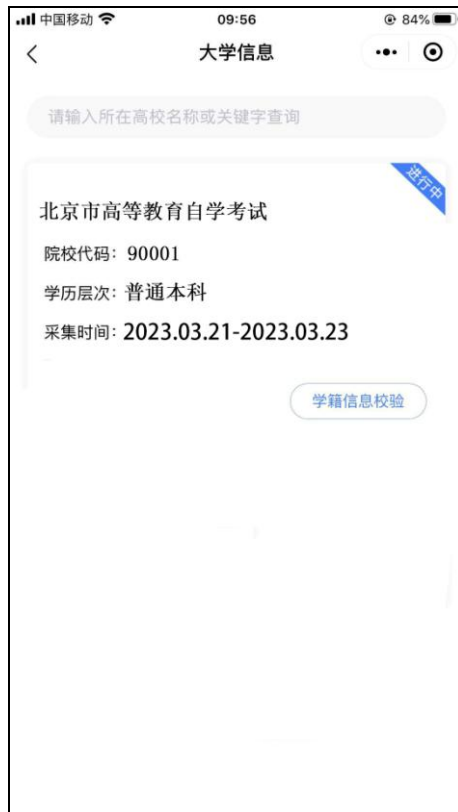 中国移动 09:56 84%
大学信息
请输入所在高校名称或关键字查询
进行中
北京市高等教育自学考试
院校代码：90001
学历层次：普通本科
采集时间：2023.03.21-2023.03.23
学籍信息校验